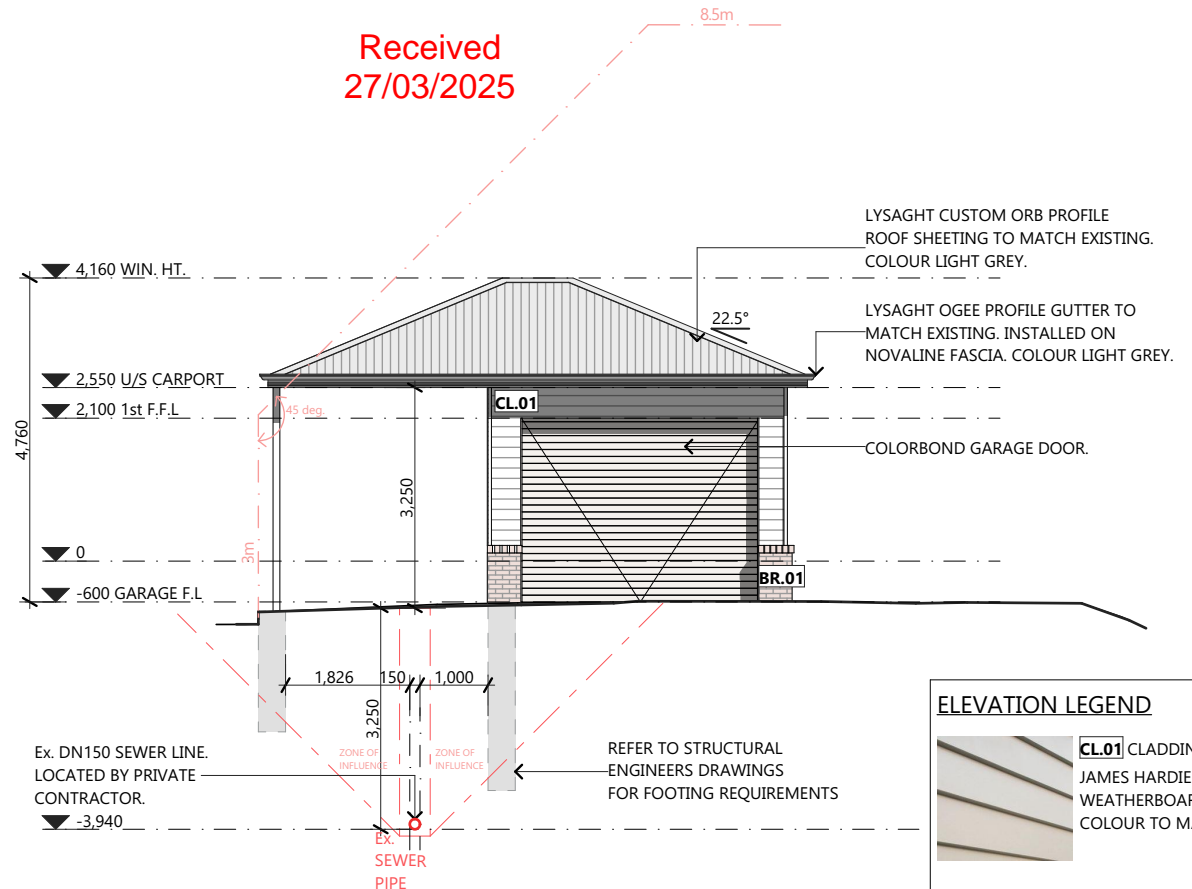 8.5m
Received
27/03/2025
LYSAGHT CUSTOM ORB PROFILE
ROOF SHEETING TO MATCH EXISTING.
COLOUR LIGHT GREY.
4,160 WIN. HT.
22.5°
LYSAGHT OGEE PROFILE GUTTER TO
MATCH EXISTING. INSTALLED ON
NOVALINE FASCIA. COLOUR LIGHT GREY.
2,550 U/S CARPORT
2,100 1st F.F.L
45 deg.
CL.01
4,760
COLORBOND GARAGE DOOR.
3,250
3m
0
-600 GARAGE F.L
BR.01
1,826
150
1,000
3,250
ELEVATION LEGEND
Ex. DN150 SEWER LINE.
LOCATED BY PRIVATE
CONTRACTOR.
ZONE OF
INFLUENCE
ZONE OF
INFLUENCE
REFER TO STRUCTURAL
ENGINEERS DRAWINGS
FOR FOOTING REQUIREMENTS
CL.01 CLADDIN
JAMES HARDIE
WEATHERBOAR
COLOUR TO MA
-3,940
Ex.
SEWER
PIPE